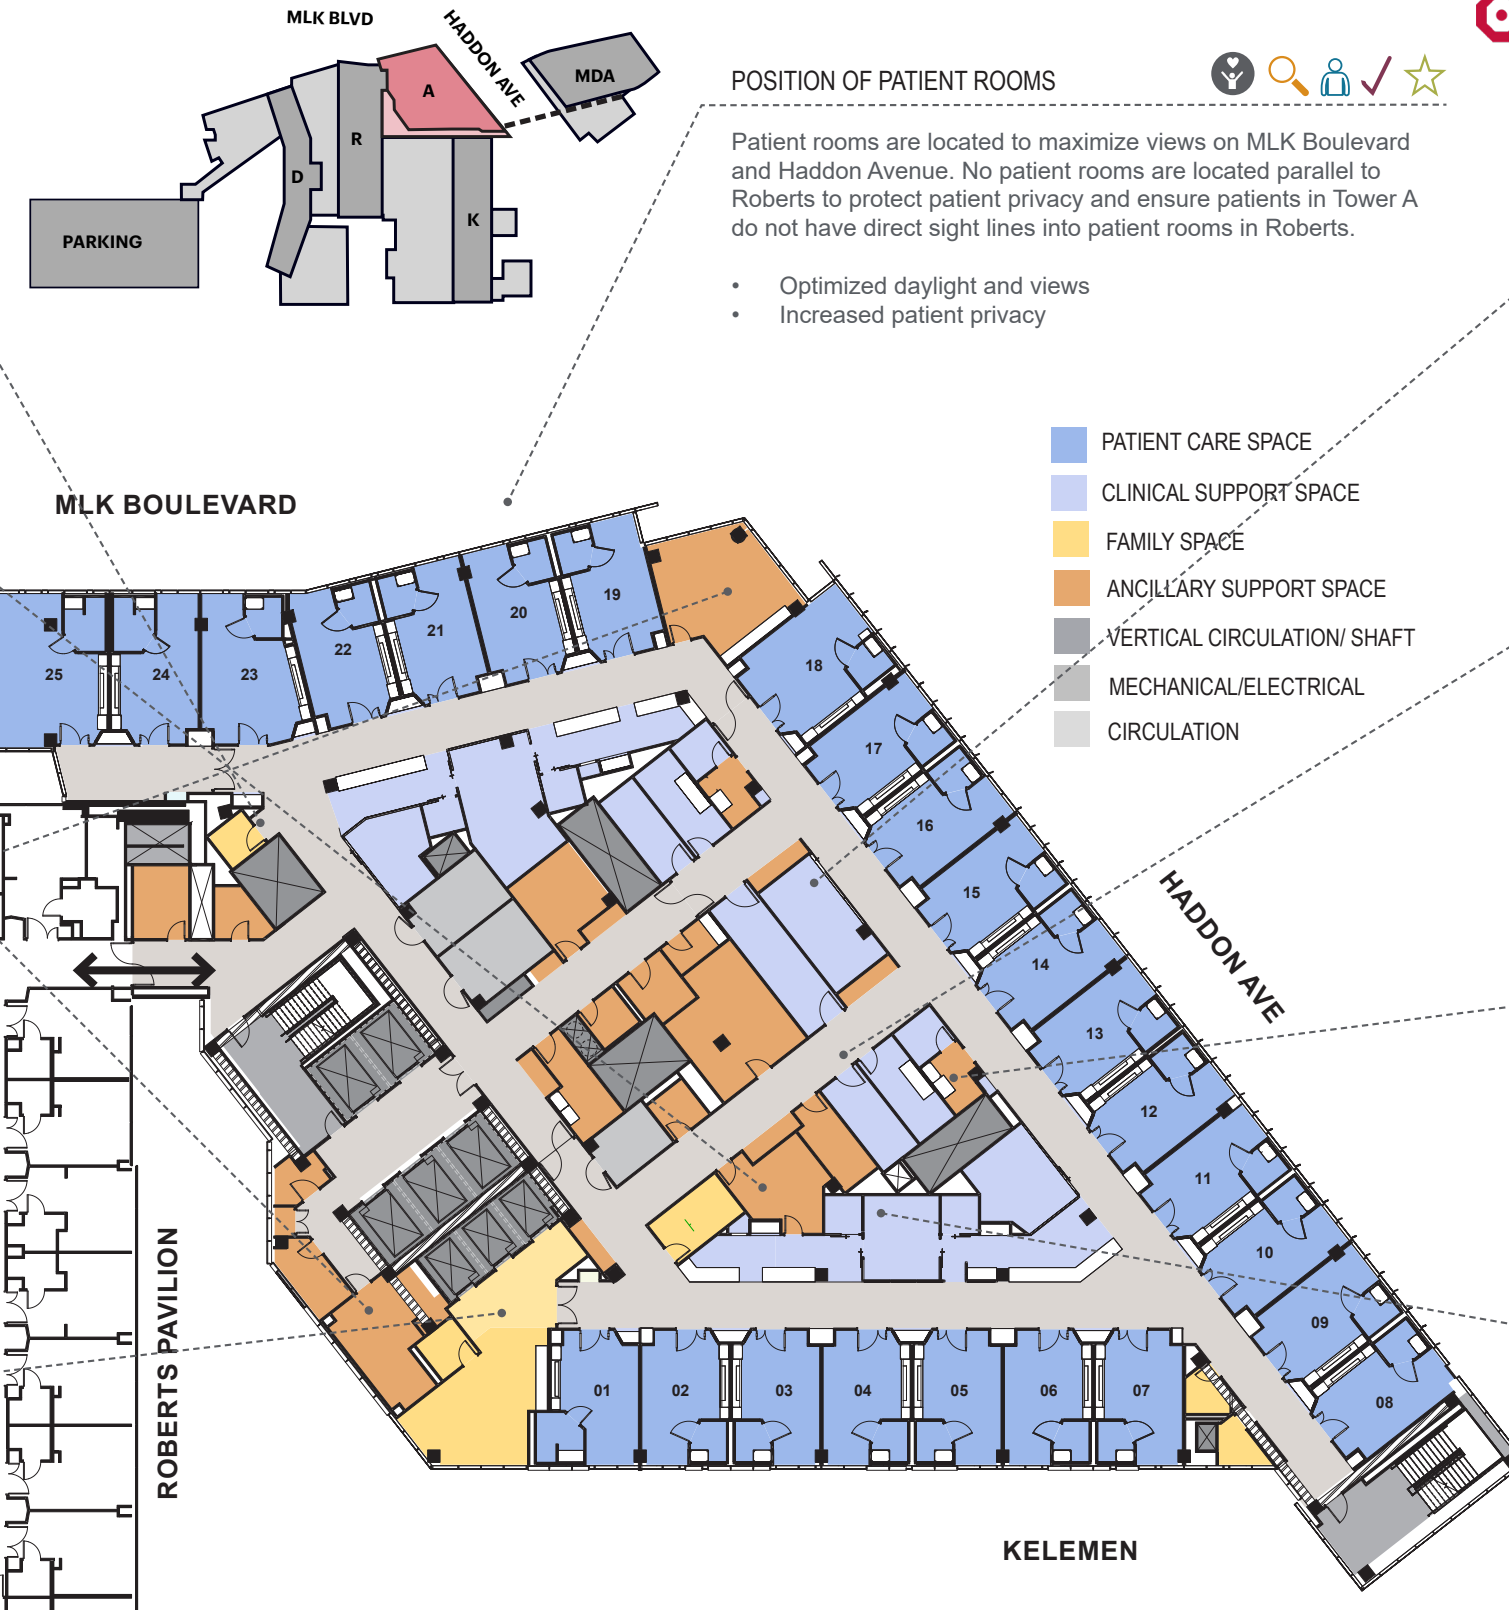 MLK BLVD
HADDON AVE
MDA
A
R
D
K
PARKING
POSITION OF PATIENT ROOMS
Patient rooms are located to maximize views on MLK Boulevard
and Haddon Avenue. No patient rooms are located parallel to
Roberts to protect patient privacy and ensure patients in Tower A
do not have direct sight lines into patient rooms in Roberts.
• Optimized daylight and views
• Increased patient privacy
PATIENT CARE SPACE
CLINICAL SUPPORT SPACE
FAMILY SPACE
ANCILLARY SUPPORT SPACE
VERTICAL CIRCULATION/ SHAFT
MECHANICAL/ELECTRICAL
CIRCULATION
MLK BOULEVARD
25
24
23
22
21
20
19
18
17
16
15
14
13
12
11
10
09
08
HADDON AVE
ROBERTS PAVILION
01
02
03
04
05
06
07
KELEMEN